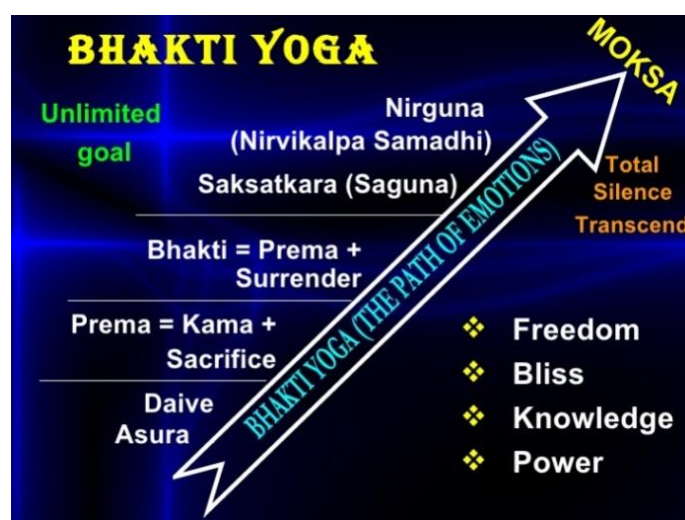 BHAKTI YOGA
MOKSA
Unlimited
goal
Nirguna
(Nirvikalpa Samadhi)
Saksatkara (Saguna)
Total
Silence
Transcend
Bhakti = Prema +
Surrender
Prema = Kama +
Sacrifice
Daive
Asura
BHAKTI YOGA (THE PATH OF EMOTIONS)
❖ Freedom
❖ Bliss
❖ Knowledge
❖ Power